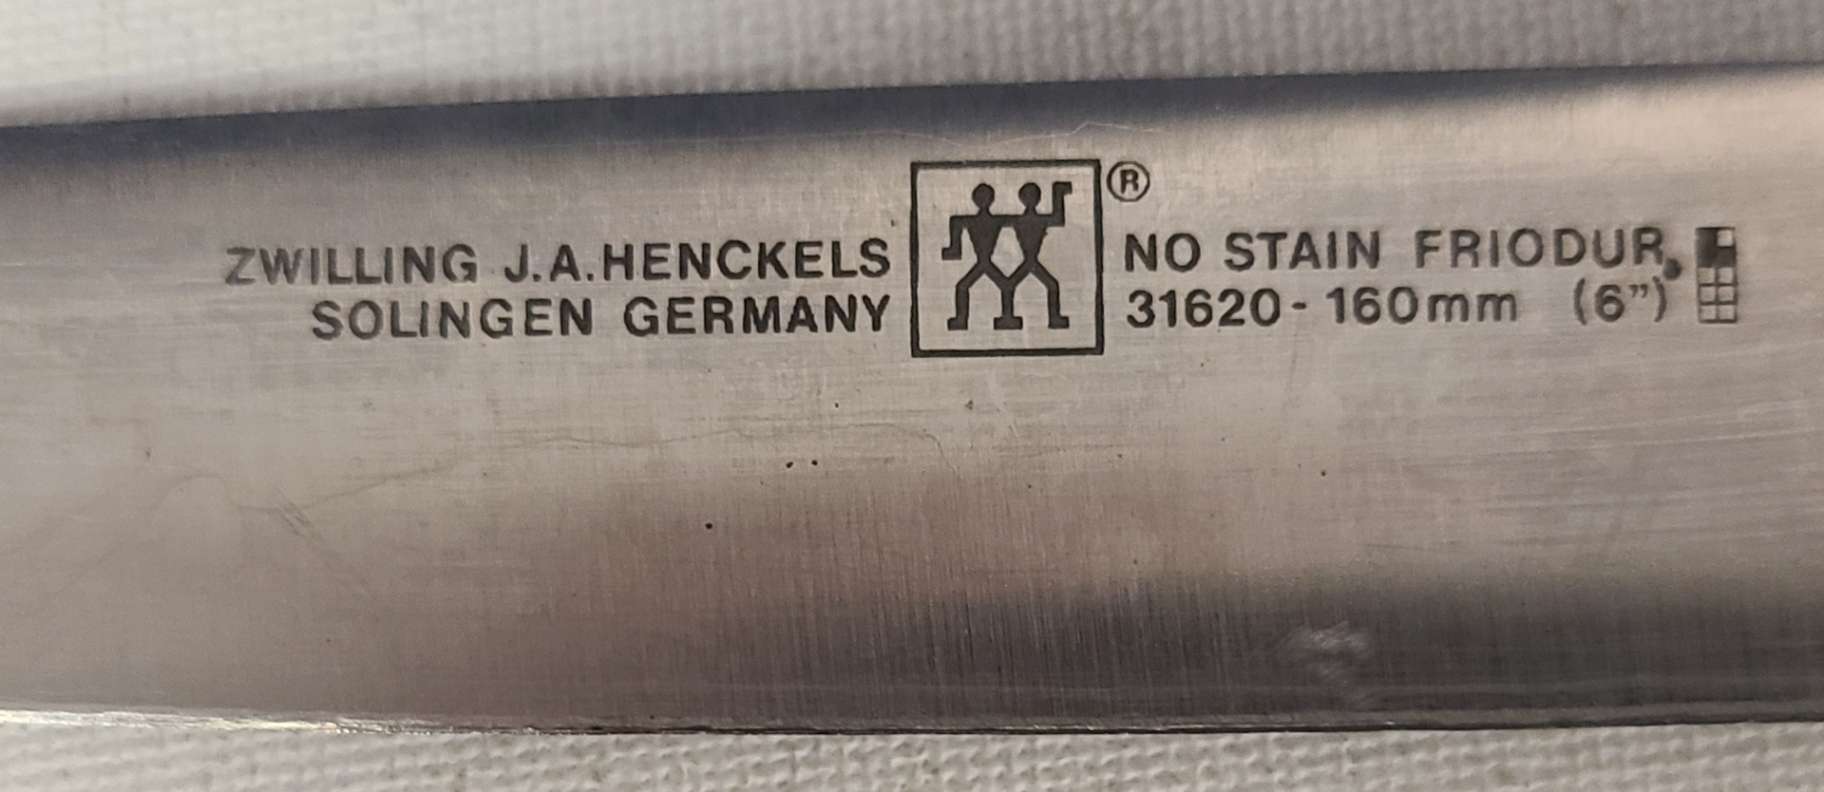 ZWILLING J.A.HENCKELS
SOLINGEN GERMANY
®
NO STAIN FRIODUR
31620 - 160mm (6”)